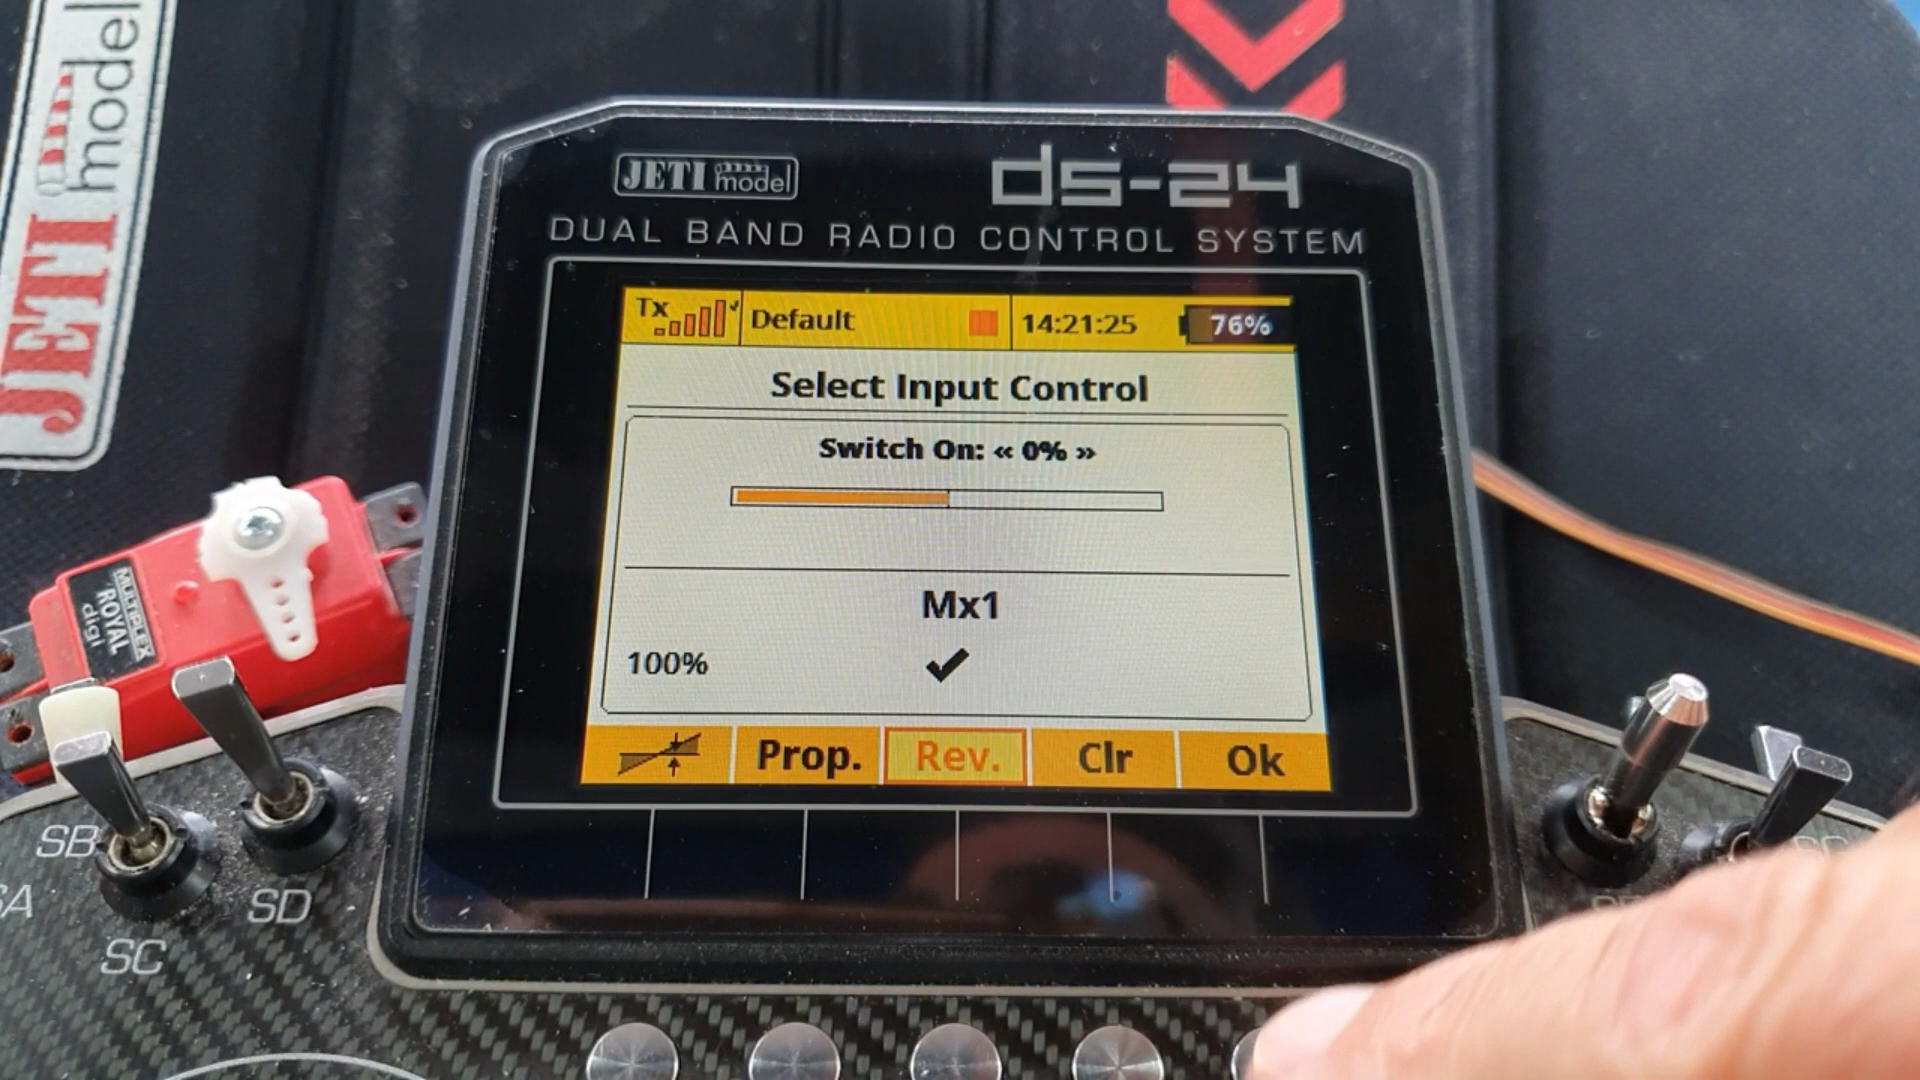 JETI model
JETI model
ds-24
DUAL BAND RADIO CONTROL SYSTEM
Tx Default 14:21:25 76%
Select Input Control
Switch On: « 0% »
Mx1
100%
Prop. Rev. Clr Ok
MULTIPLEX
ROYAL
digi
SB
SA
SD
SC